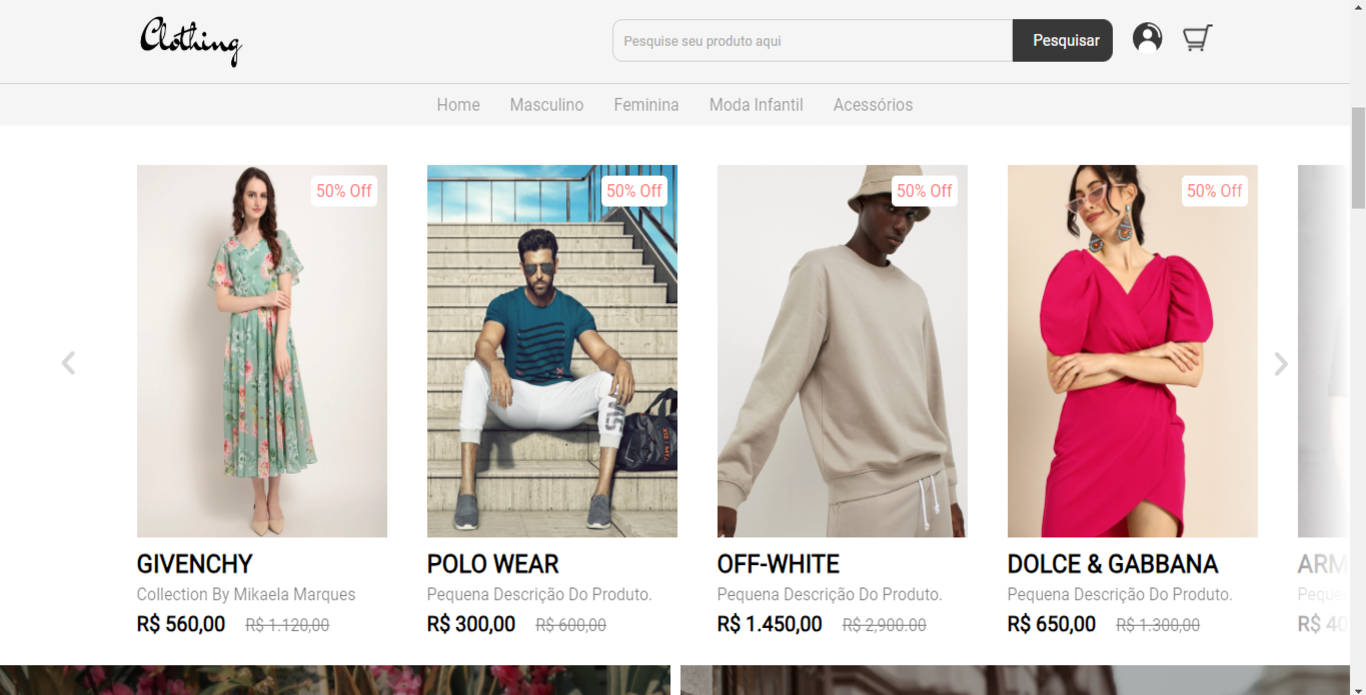 Clothing
Pesquise seu produto aqui
Pesquisar
Home Masculino Feminina Moda Infantil Acessórios
50% Off 50% Off 50% Off 50% Off
GIVENCHY POLO WEAR OFF-WHITE DOLCE & GABBANA ARM
Collection By Mikaela Marques Pequena Descrição Do Produto. Pequena Descrição Do Produto. Pequena Descrição Do Produto. Peque
R$ 560,00 R$ 1.120,00 R$ 300,00 R$ 600,00 R$ 1.450,00 R$ 2,900.00 R$ 650,00 R$ 1.300,00 R$ 40